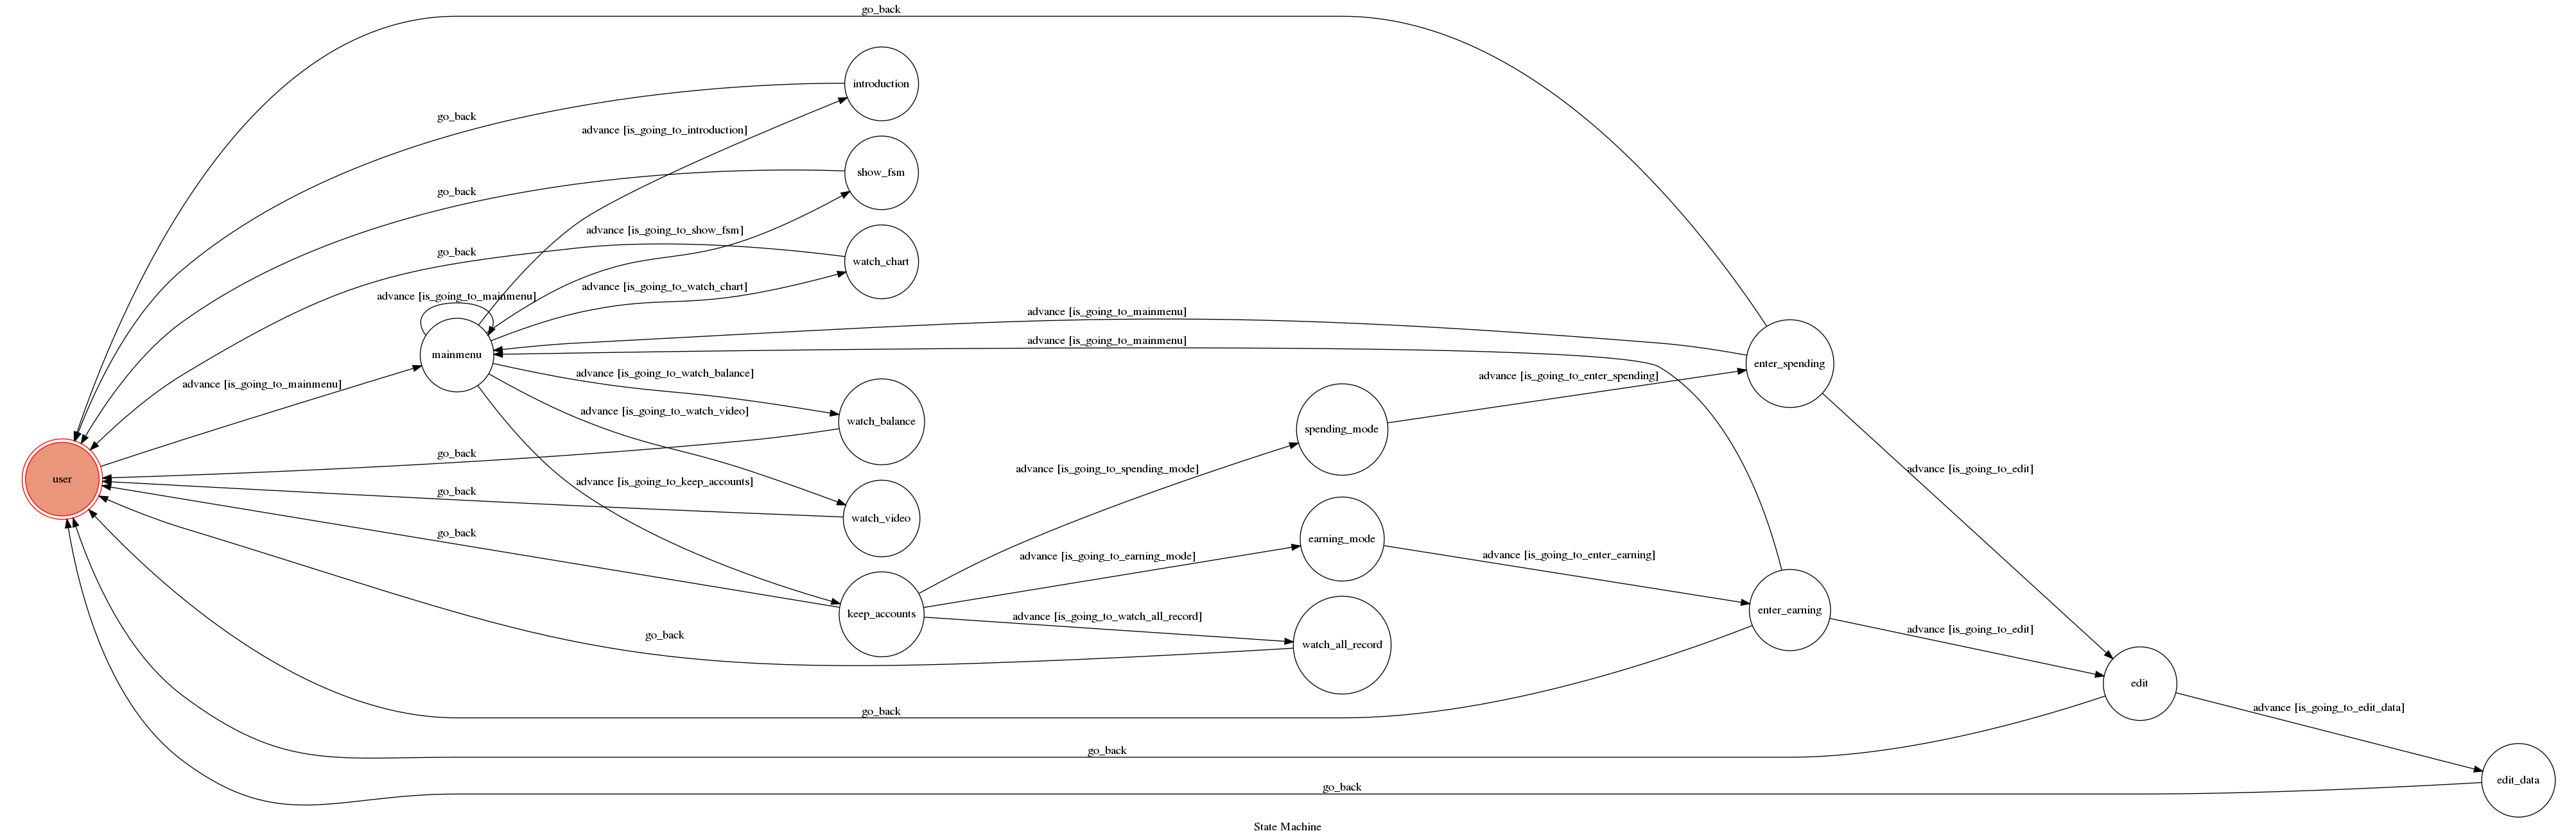 go_back
introduction
go_back
advance [is_going_to_introduction]
show_fsm
go_back
advance [is_going_to_show_fsm]
go_back
watch_chart
advance [is_going_to_watch_chart]
advance [is_going_to_mainmenu]
advance [is_going_to_mainmenu]
advance [is_going_to_mainmenu]
mainmenu
enter_spending
advance [is_going_to_watch_balance]
advance [is_going_to_enter_spending]
advance [is_going_to_mainmenu]
advance [is_going_to_watch_video]
watch_balance
spending_mode
go_back
advance [is_going_to_spending_mode]
advance [is_going_to_edit]
user
advance [is_going_to_keep_accounts]
go_back
watch_video
go_back
earning_mode
advance [is_going_to_earning_mode]
advance [is_going_to_enter_earning]
keep_accounts
enter_earning
advance [is_going_to_watch_all_record]
advance [is_going_to_edit]
go_back
watch_all_record
edit
go_back
advance [is_going_to_edit_data]
go_back
edit_data
go_back
State Machine